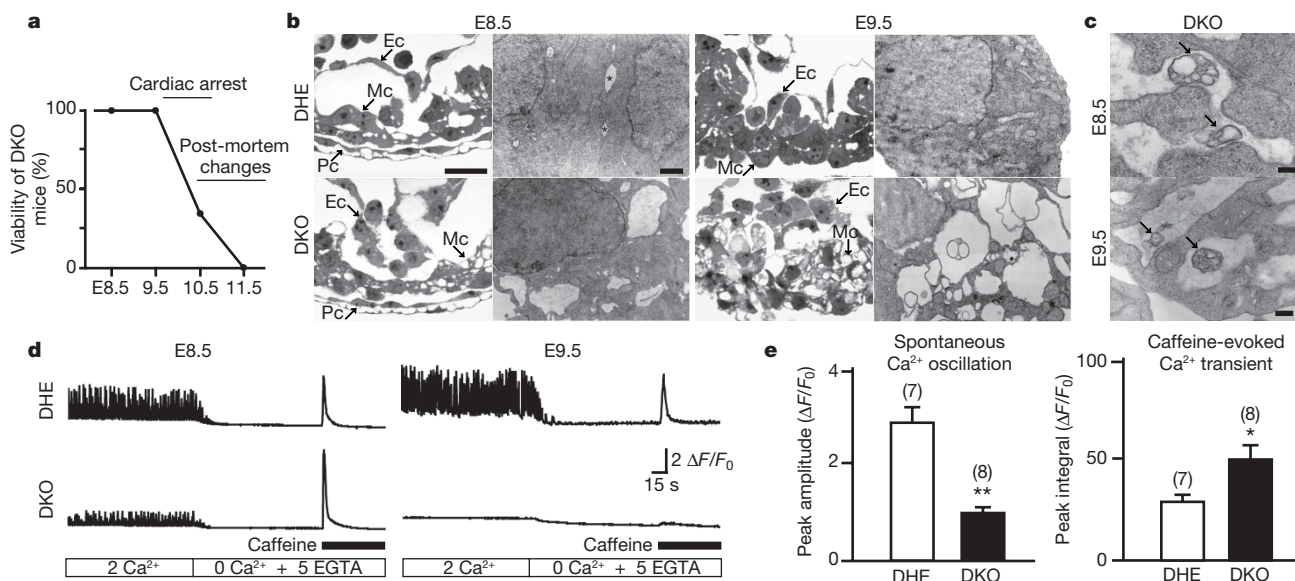 a
Cardiac arrest
Post-mortem
changes
Viability of DKO
mice (%)
100
50
0
E8.5 9.5 10.5 11.5
b
E8.5
E9.5
DHE
DKO
Ec
Mc
Pc
*
*
*
Ec
Mc
Ec
Mc
Pc
Ec
Mc
c
DKO
E8.5
E9.5
d
E8.5
E9.5
DHE
DKO
2 ΔF/F0
15 s
Caffeine
Caffeine
2 Ca2+
0 Ca2+ + 5 EGTA
2 Ca2+
0 Ca2+ + 5 EGTA
e
Spontaneous
Ca2+ oscillation
Peak amplitude (ΔF/F0)
4
2
0
(7)
(8)
**
DHE DKO
Caffeine-evoked
Ca2+ transient
Peak integral (ΔF/F0)
100
50
0
(7)
(8)
*
DHE DKO